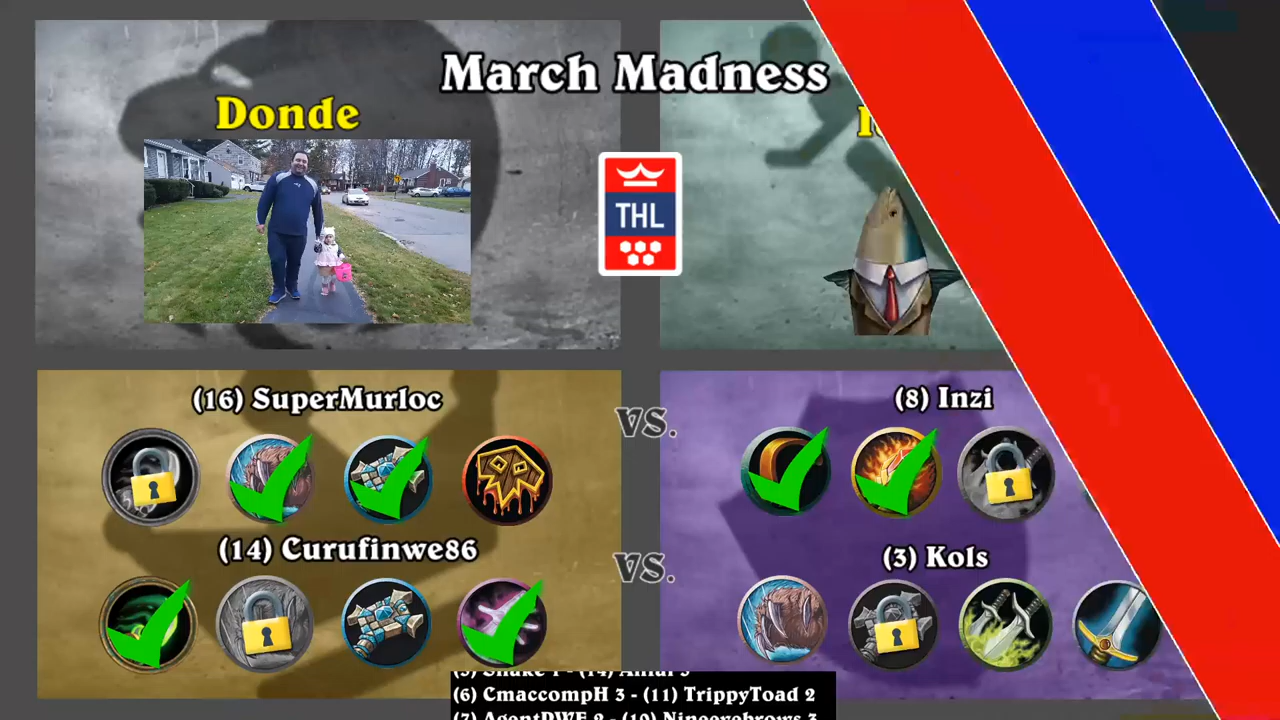 March Madness
Donde
THL
(16) SuperMurloc
vs.
(8) Inzi
(14) Curufinwe86
vs.
(3) Kols
(6) CmaccompH 3 - (11) TrippyToad 2